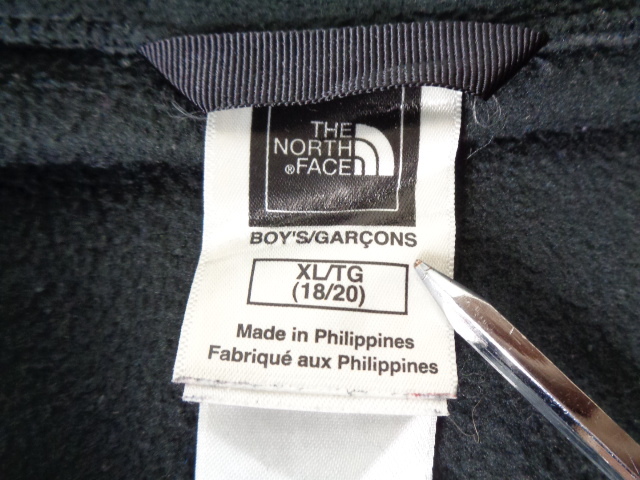 THE
NORTH
®FACE
BOY'S/GARÇONS
XL/TG
(18/20)
Made in Philippines
Fabriqué aux Philippines